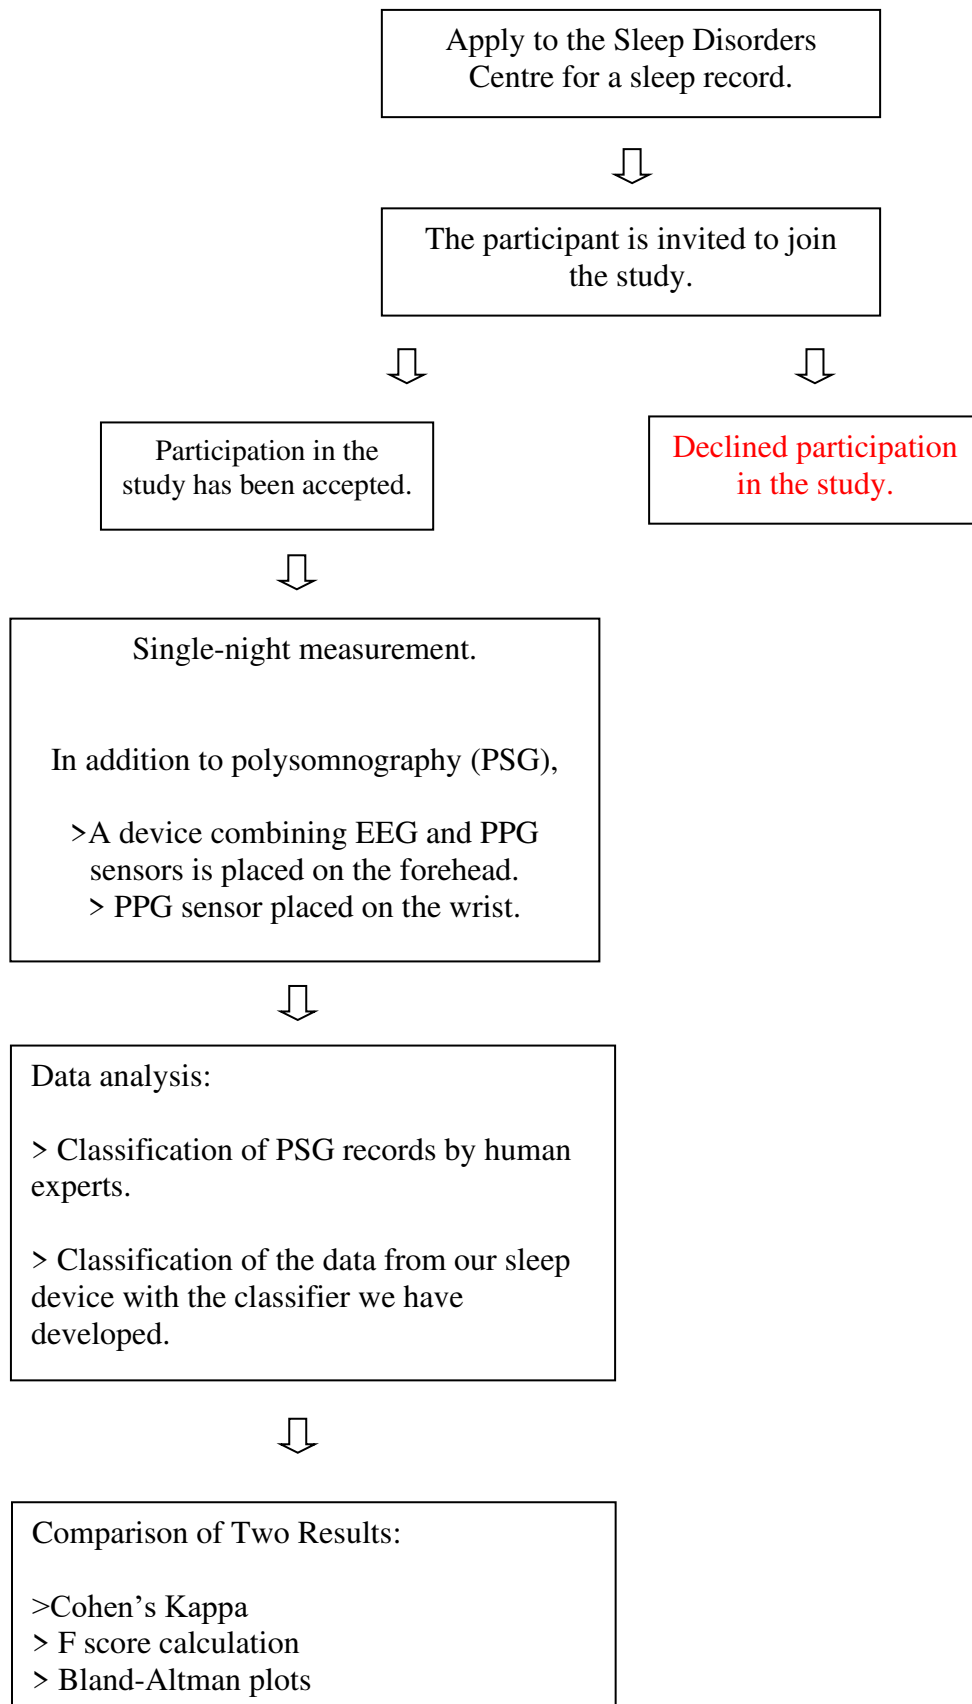 Apply to the Sleep Disorders
Centre for a sleep record.
The participant is invited to join
the study.
Participation in the
study has been accepted.
Declined participation
in the study.
Single-night measurement.
In addition to polysomnography (PSG),
>A device combining EEG and PPG
sensors is placed on the forehead.
> PPG sensor placed on the wrist.
Data analysis:
> Classification of PSG records by human
experts.
> Classification of the data from our sleep
device with the classifier we have
developed.
Comparison of Two Results:
>Cohen’s Kappa
> F score calculation
> Bland-Altman plots